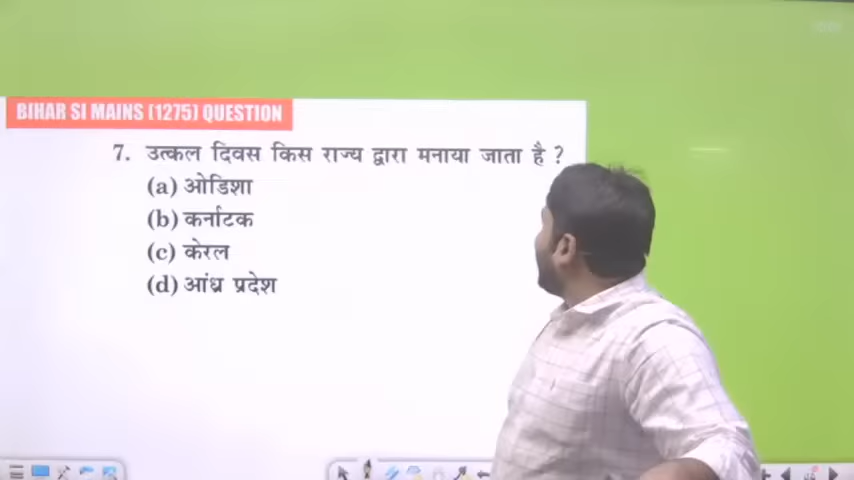 BIHAR SI MAINS (1275) QUESTION
7. उत्कल दिवस किस राज्य द्वारा मनाया जाता है ?
(a) ओडिशा
(b) कर्नाटक
(c) केरल
(d) आंध्र प्रदेश